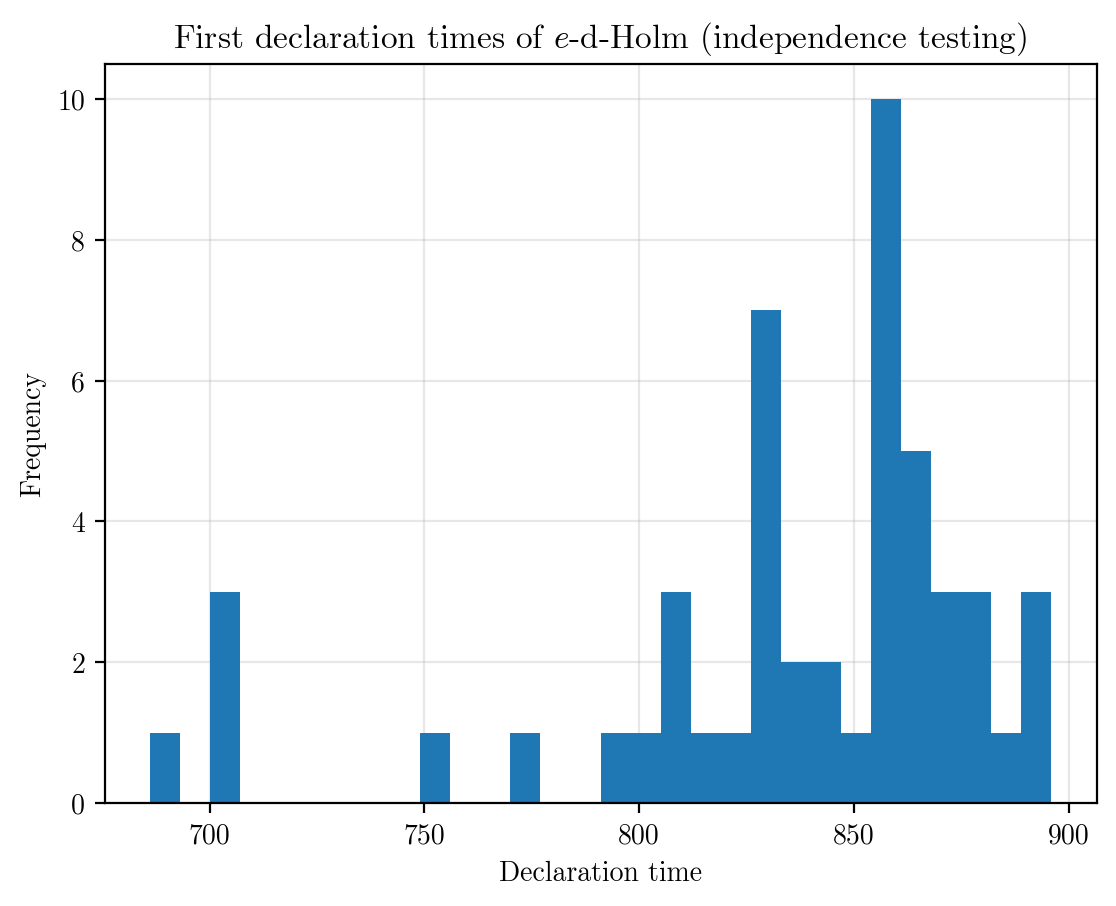 First declaration times of e-d-Holm (independence testing)
10
8
6
4
2
0
Frequency
700 750 800 850 900
Declaration time